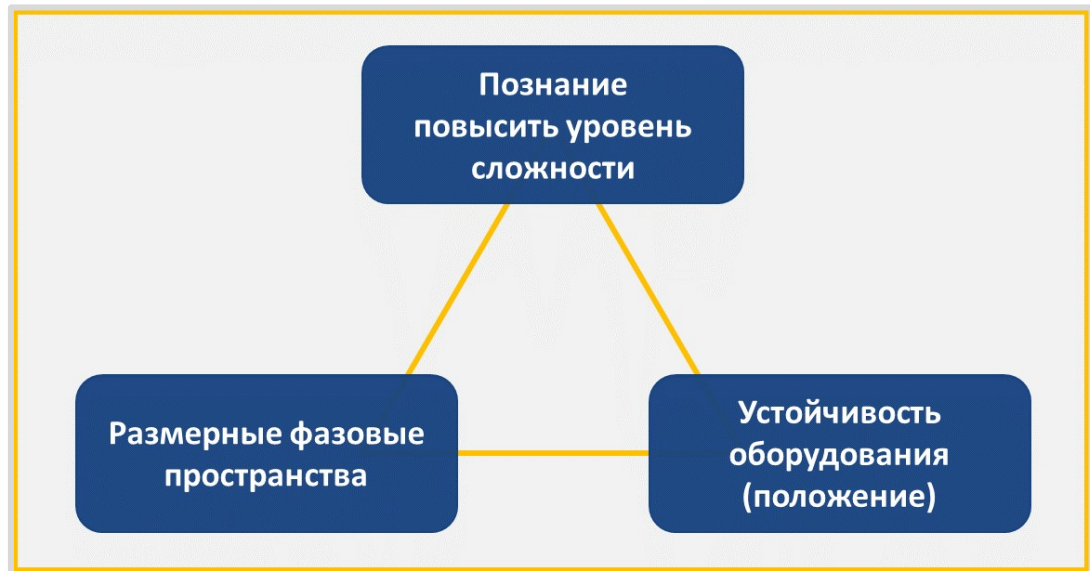 Познание
повысить уровень
сложности
Размерные фазовые
пространства
Устойчивость
оборудования
(положение)